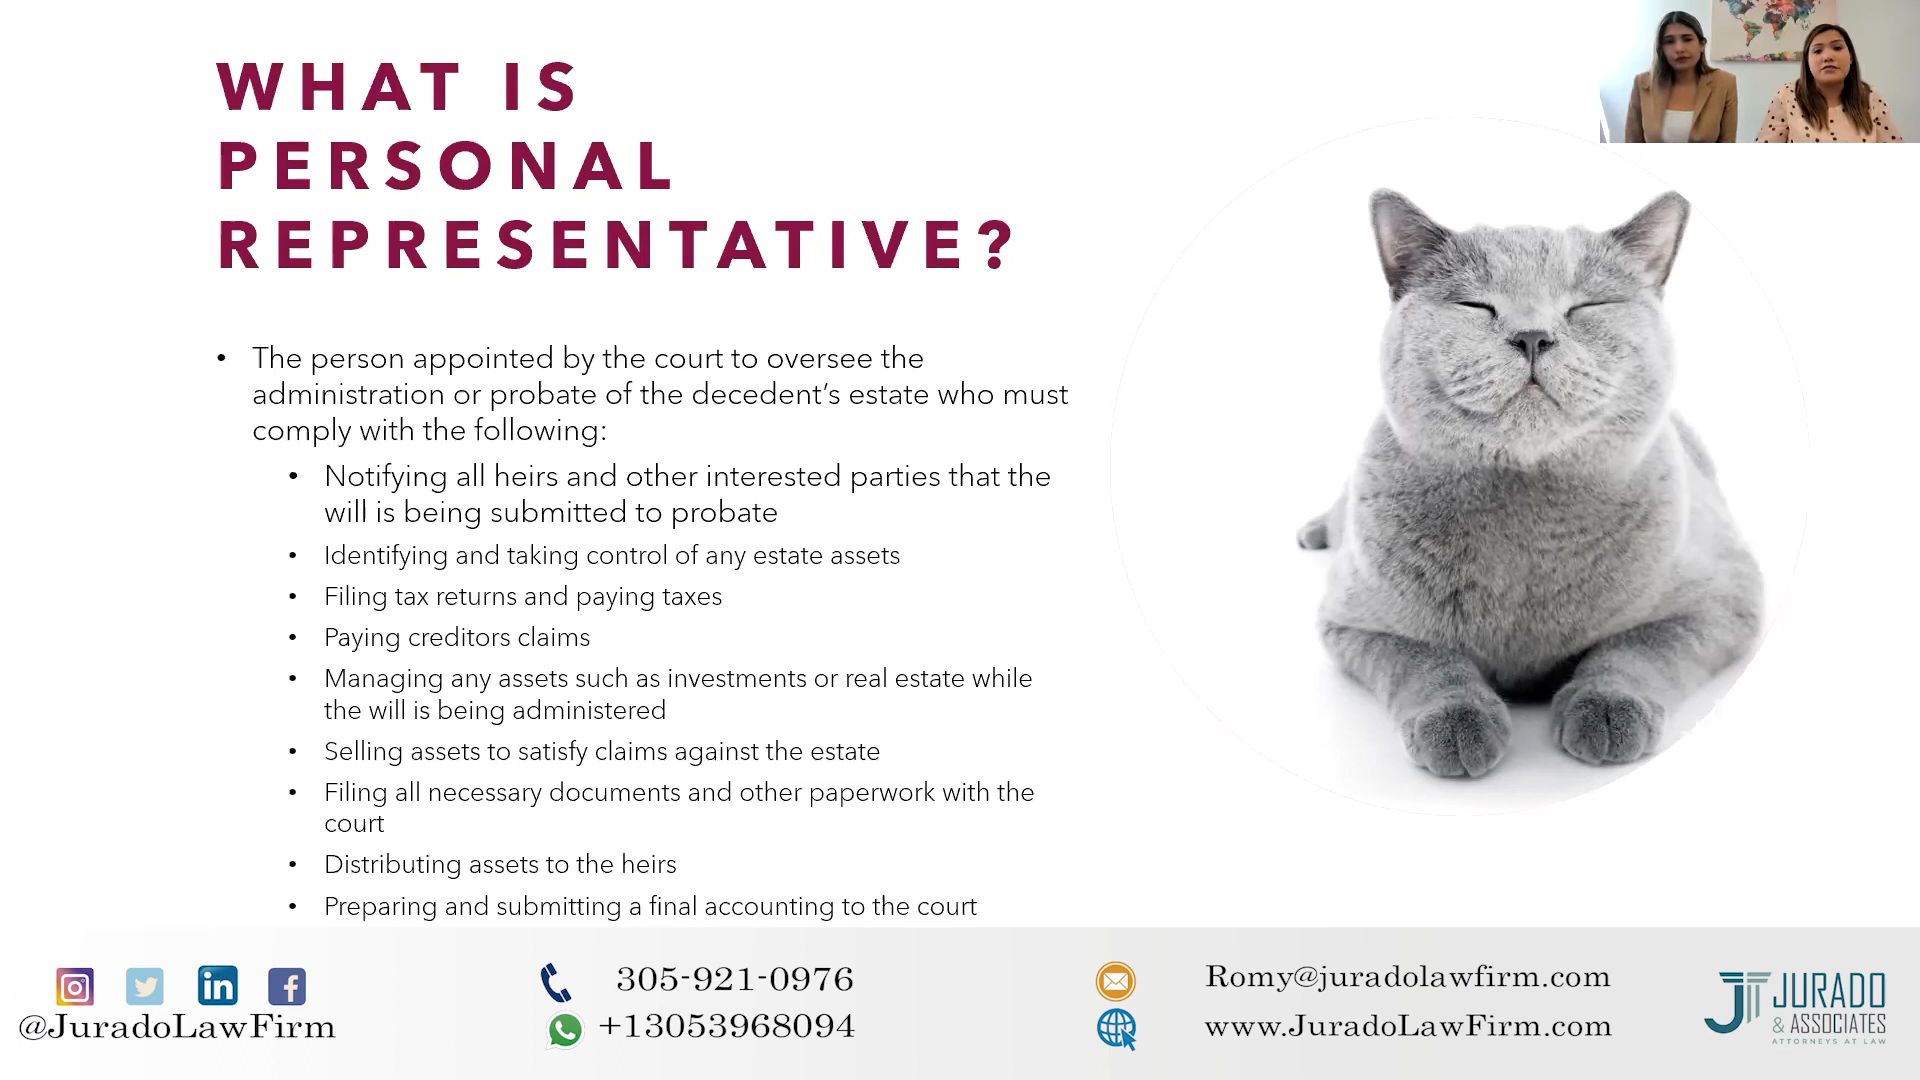 WHAT IS
PERSONAL
REPRESENTATIVE?
• The person appointed by the court to oversee the
administration or probate of the decedent’s estate who must
comply with the following:
• Notifying all heirs and other interested parties that the
will is being submitted to probate
• Identifying and taking control of any estate assets
• Filing tax returns and paying taxes
• Paying creditors claims
• Managing any assets such as investments or real estate while
the will is being administered
• Selling assets to satisfy claims against the estate
• Filing all necessary documents and other paperwork with the
court
• Distributing assets to the heirs
• Preparing and submitting a final accounting to the court
@JuradoLawFirm
305-921-0976
+13053968094
Romy@juradolawfirm.com
www.JuradoLawFirm.com
JURADO
& ASSOCIATES
ATTORNEYS AT LAW